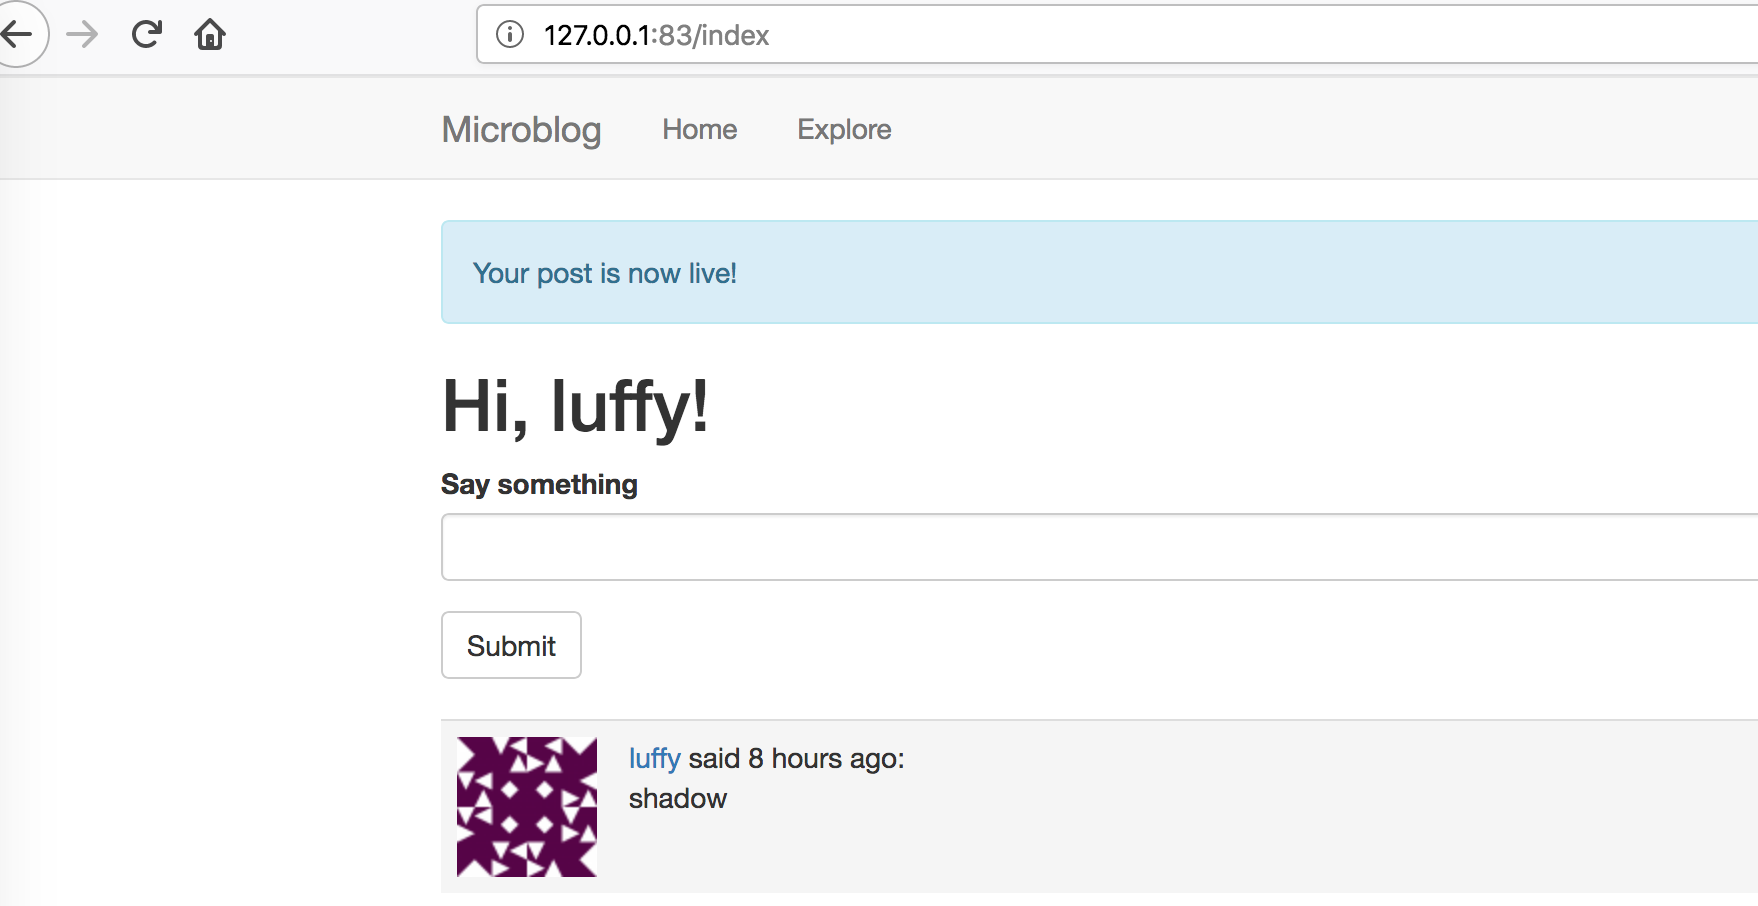 127.0.0.1:83/index
Microblog Home Explore
Your post is now live!
Hi, luffy!
Say something
Submit
luffy said 8 hours ago:
shadow